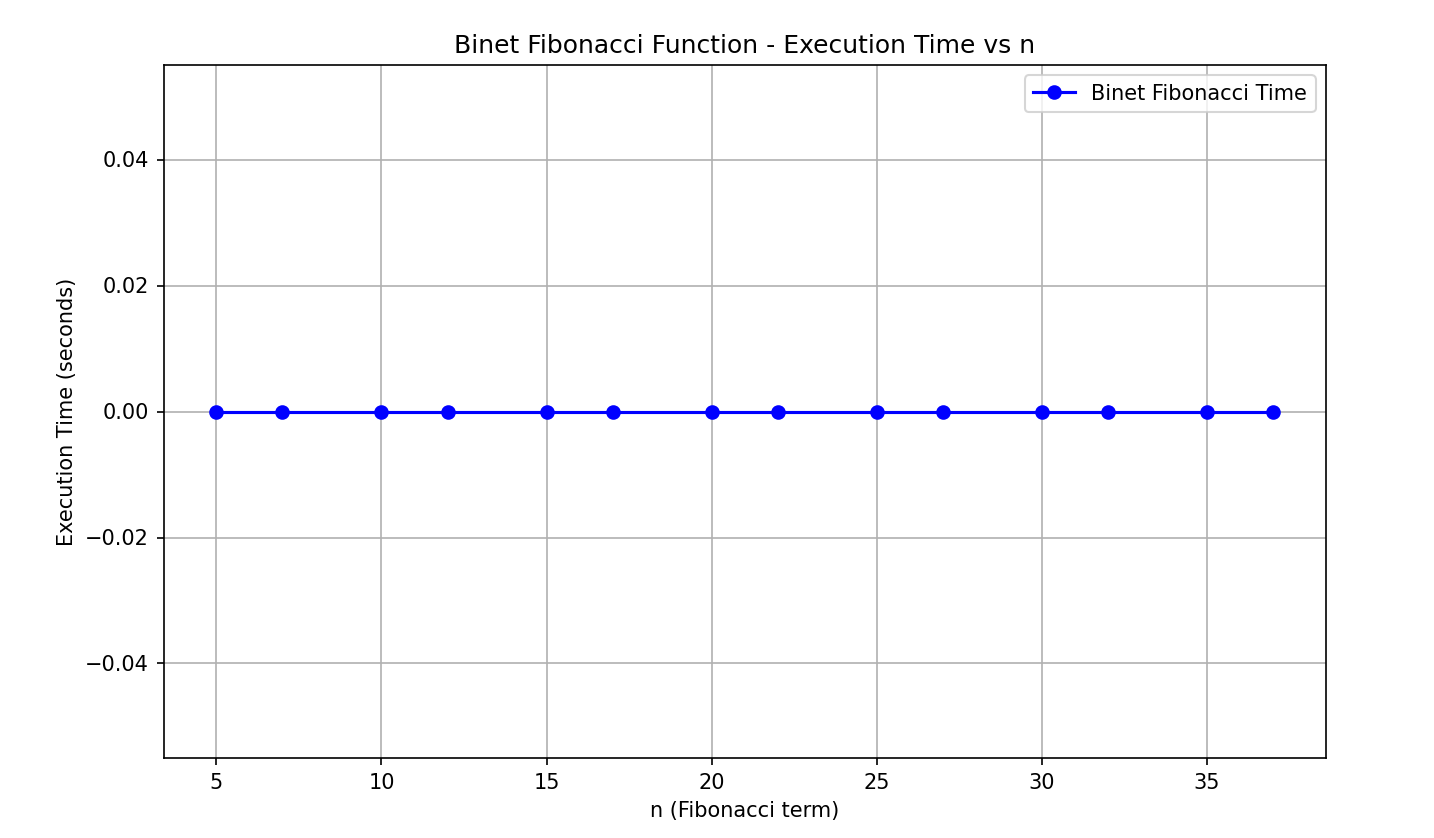 Binet Fibonacci Function - Execution Time vs n
Binet Fibonacci Time
Execution Time (seconds)
0.04
0.02
0.00
−0.02
−0.04
5 10 15 20 25 30 35
n (Fibonacci term)